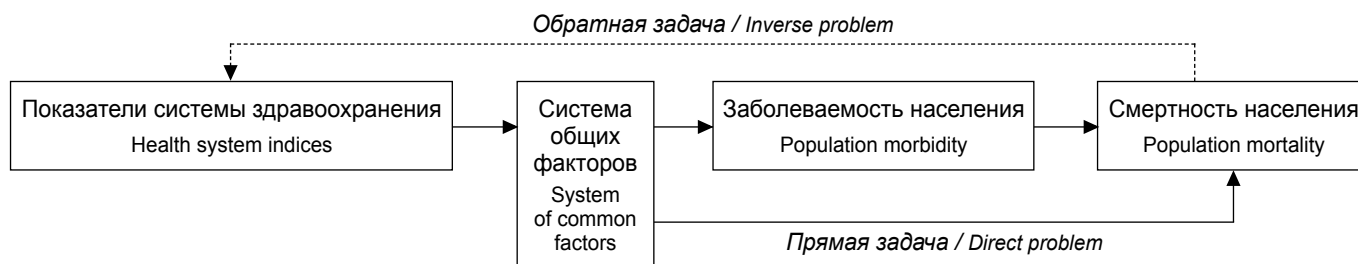 Обратная задача / Inverse problem
Показатели системы здравоохранения
Health system indices
Система
общих
факторов
System
of common
factors
Заболеваемость населения
Population morbidity
Смертность населения
Population mortality
Прямая задача / Direct problem